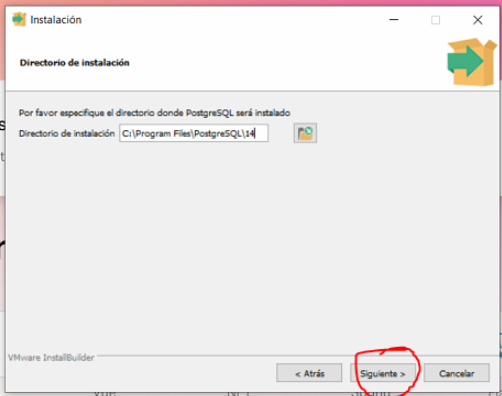 Instalación
Directorio de instalación
Por favor especifique el directorio donde PostgreSQL será instalado
Directorio de instalación C:\Program Files\PostgreSQL\14
VMware InstallBuilder
< Atrás Siguiente > Cancelar